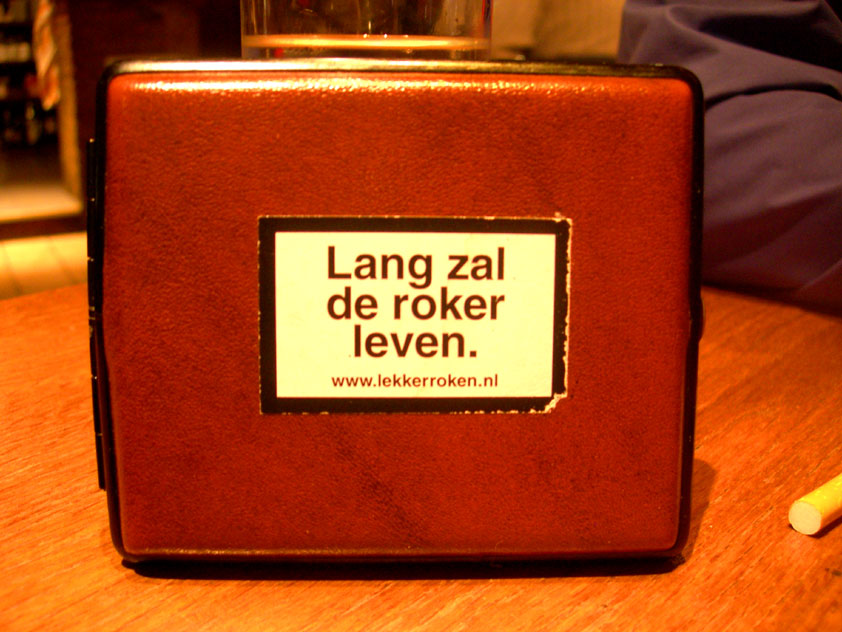 Lang zal
de roker
leven.
www.lekkerroken.nl